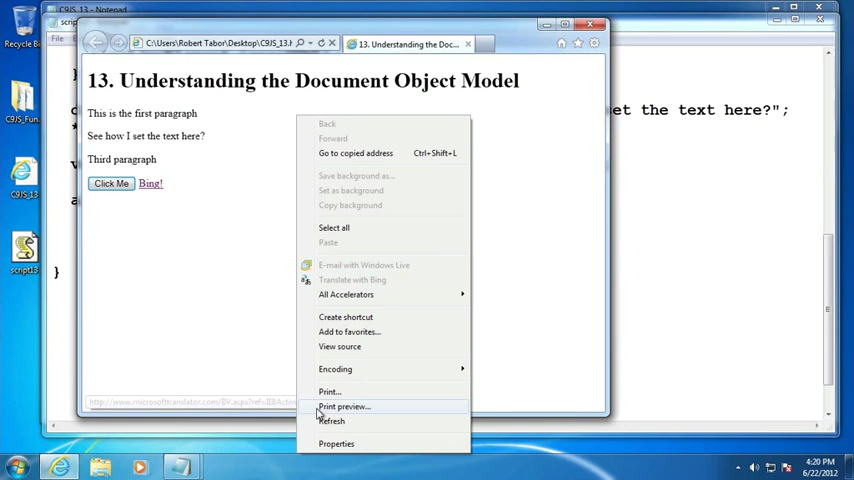 C9JS_13 - Notepad
Recycle Bin
C9JS_Fun...
C9JS_13
script13
File
C:\Users\Robert Tabor\Desktop\C9JS_13.h
13. Understanding the Doc...
13. Understanding the Document Object Model
This is the first paragraph
See how I set the text here?
Third paragraph
Click Me
Bing!
}
set the text here?";
}
Back
Forward
Go to copied address Ctrl+Shift+L
Save background as...
Set as background
Copy background
Select all
Paste
E-mail with Windows Live
Translate with Bing
All Accelerators
Create shortcut
Add to favorites...
View source
Encoding
Print...
Print preview...
Refresh
Properties
4:20 PM
6/22/2012